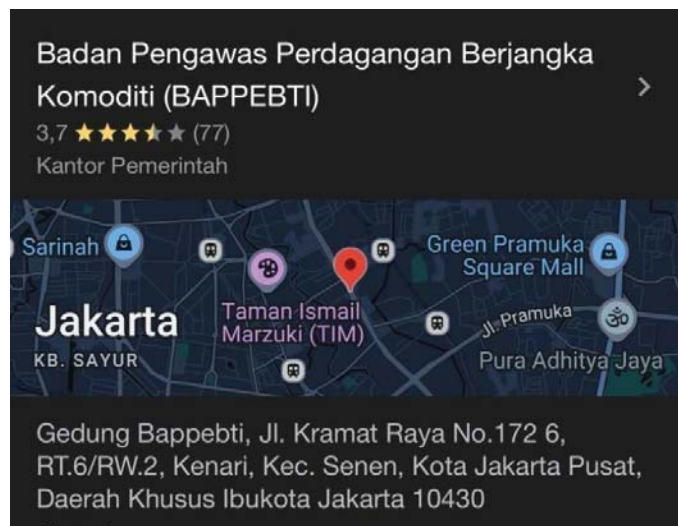 Badan Pengawas Perdagangan Berjangka
Komoditi (BAPPEBTI)
3,7 (77)
Kantor Pemerintah
Sarinah
Green Pramuka
Square Mall
Jakarta
Taman Ismail
Marzuki (TIM)
Jl. Pramuka
KB. SAYUR
Pura Adhitya Jaya
Gedung Bappebti, Jl. Kramat Raya No.172 6,
RT.6/RW.2, Kenari, Kec. Senen, Kota Jakarta Pusat,
Daerah Khusus Ibukota Jakarta 10430